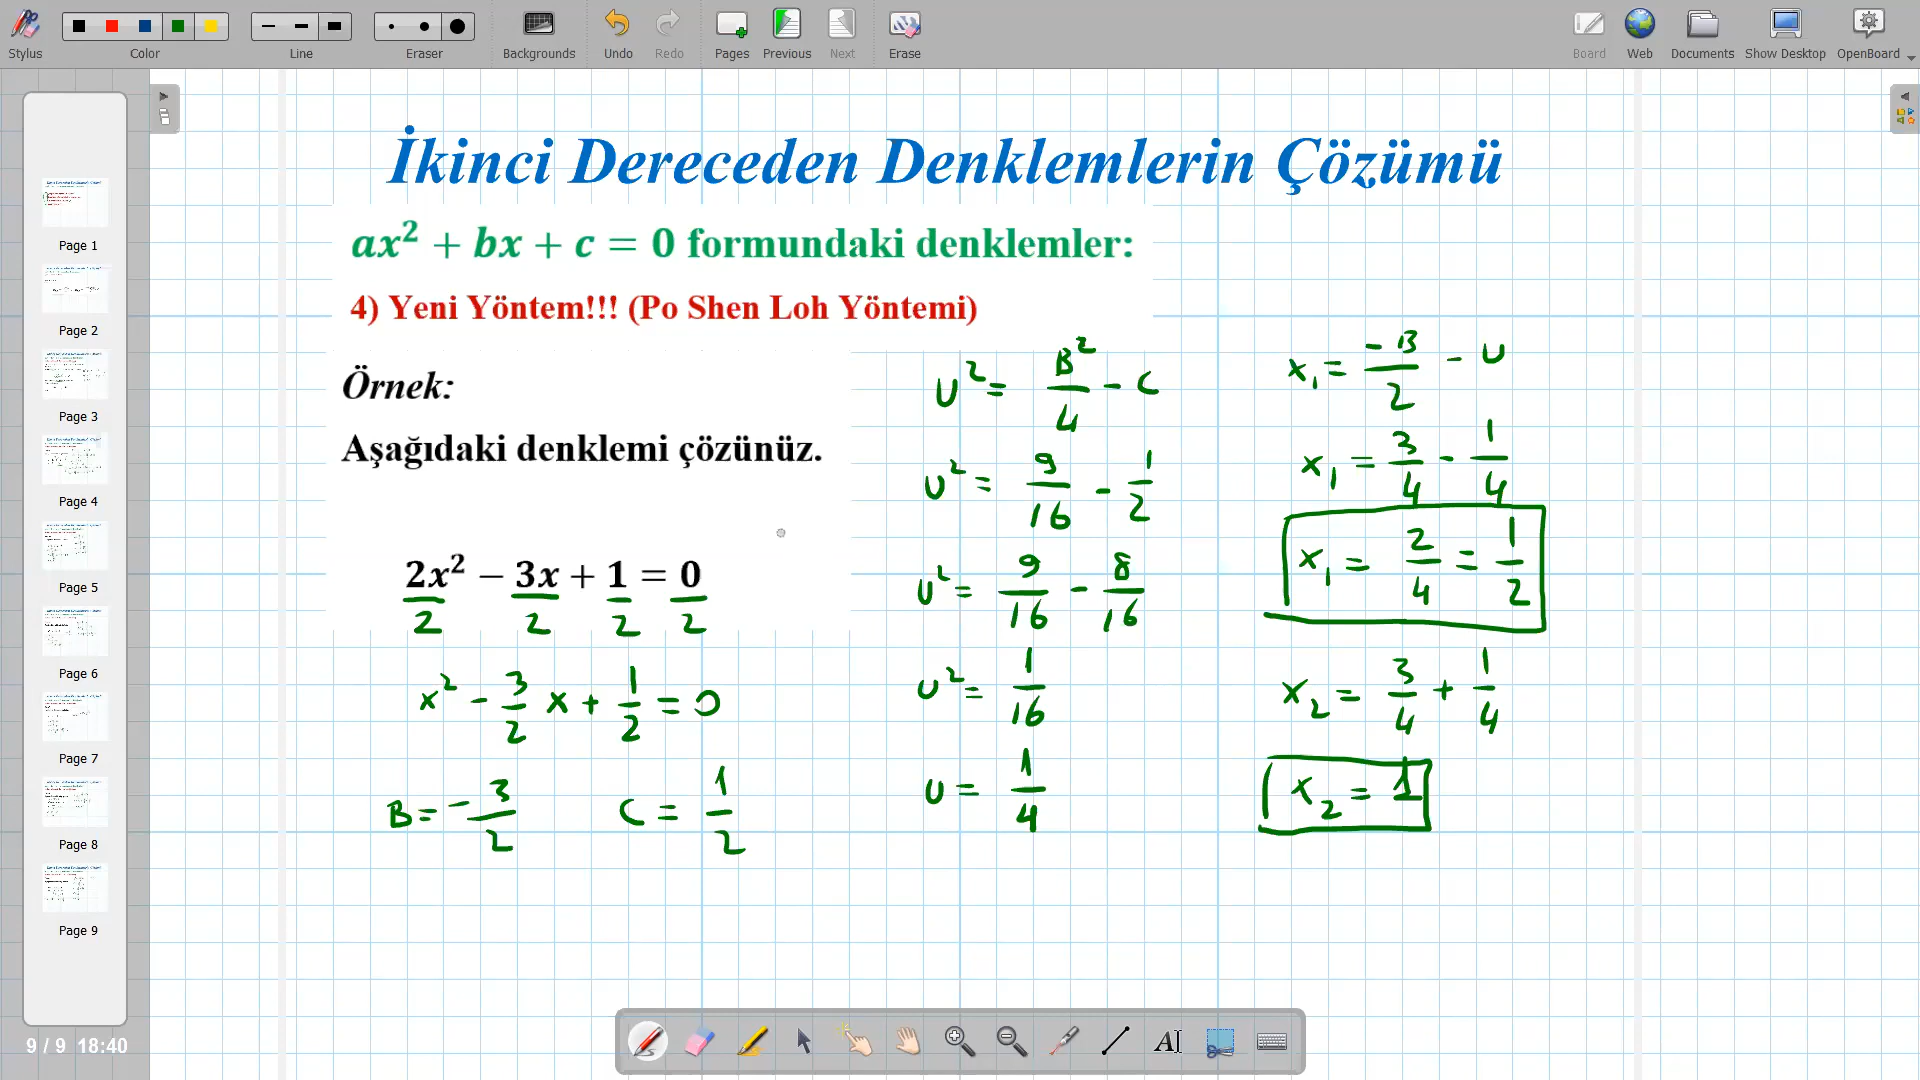 Stylus
Color
Line
Eraser
Backgrounds
Undo
Redo
Pages
Previous
Next
Erase
Board
Web
Documents
Show Desktop
OpenBoard
Page 1
Page 2
Page 3
Page 4
Page 5
Page 6
Page 7
Page 8
Page 9
9 / 9 18:40
İkinci Dereceden Denklemlerin Çözümü
ax² + bx + c = 0 formundaki denklemler:
4) Yeni Yöntem!!! (Po Shen Loh Yöntemi)
Örnek:
Aşağıdaki denklemi çözünüz.
2x²/2 − 3x/2 + 1/2 = 0/2
x² - 3/2 x + 1/2 = 0
B = - 3/2 C = 1/2
U² = B²/4 - C
U² = 9/16 - 1/2
U² = 9/16 - 8/16
U² = 1/16
U = 1/4
x₁ = -B/2 - U
x₁ = 3/4 - 1/4
x₁ = 2/4 = 1/2
x₂ = 3/4 + 1/4
x₂ = 1